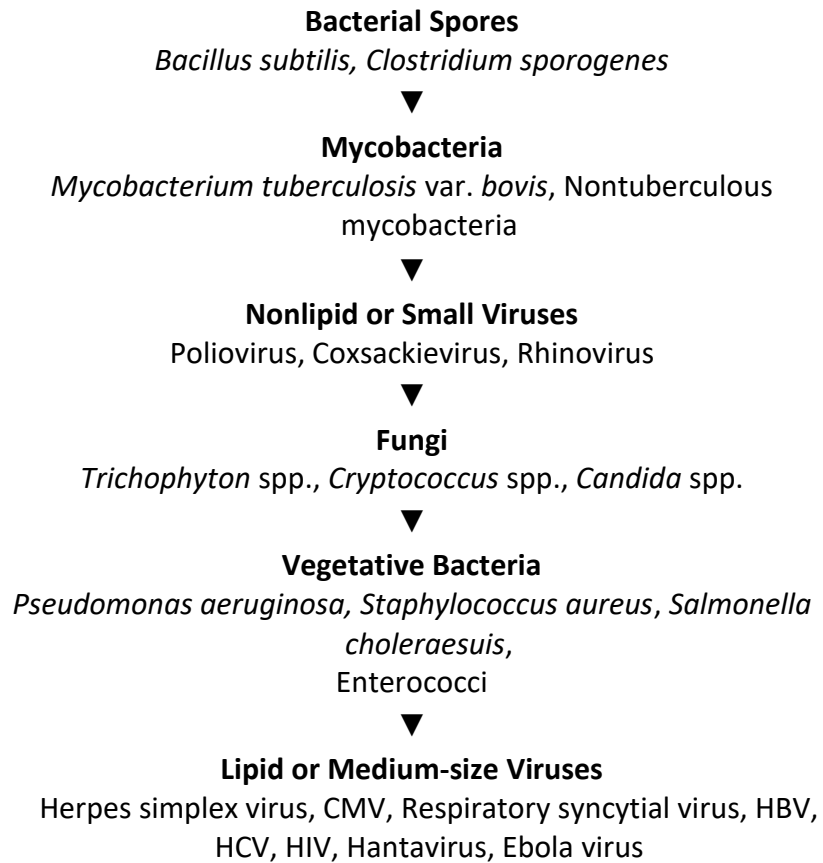 Bacterial Spores
Bacillus subtilis, Clostridium sporogenes
▼
Mycobacteria
Mycobacterium tuberculosis var. bovis, Nontuberculous
mycobacteria
▼
Nonlipid or Small Viruses
Poliovirus, Coxsackievirus, Rhinovirus
▼
Fungi
Trichophyton spp., Cryptococcus spp., Candida spp.
▼
Vegetative Bacteria
Pseudomonas aeruginosa, Staphylococcus aureus, Salmonella
choleraesuis,
Enterococci
▼
Lipid or Medium-size Viruses
Herpes simplex virus, CMV, Respiratory syncytial virus, HBV,
HCV, HIV, Hantavirus, Ebola virus